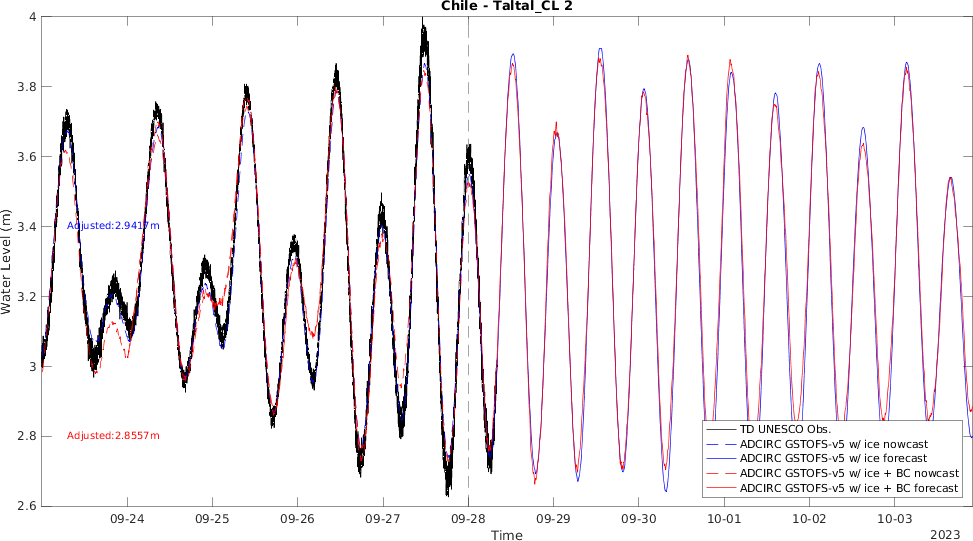 Chile - Taltal_CL 2
Water Level (m)
4
3.8
3.6
3.4
3.2
3
2.8
2.6
Adjusted:2.9417m
Adjusted:2.8557m
TD UNESCO Obs.
ADCIRC GSTOFS-v5 w/ ice nowcast
ADCIRC GSTOFS-v5 w/ ice forecast
ADCIRC GSTOFS-v5 w/ ice + BC nowcast
ADCIRC GSTOFS-v5 w/ ice + BC forecast
09-24 09-25 09-26 09-27 09-28 09-29 09-30 10-01 10-02 10-03
Time
2023